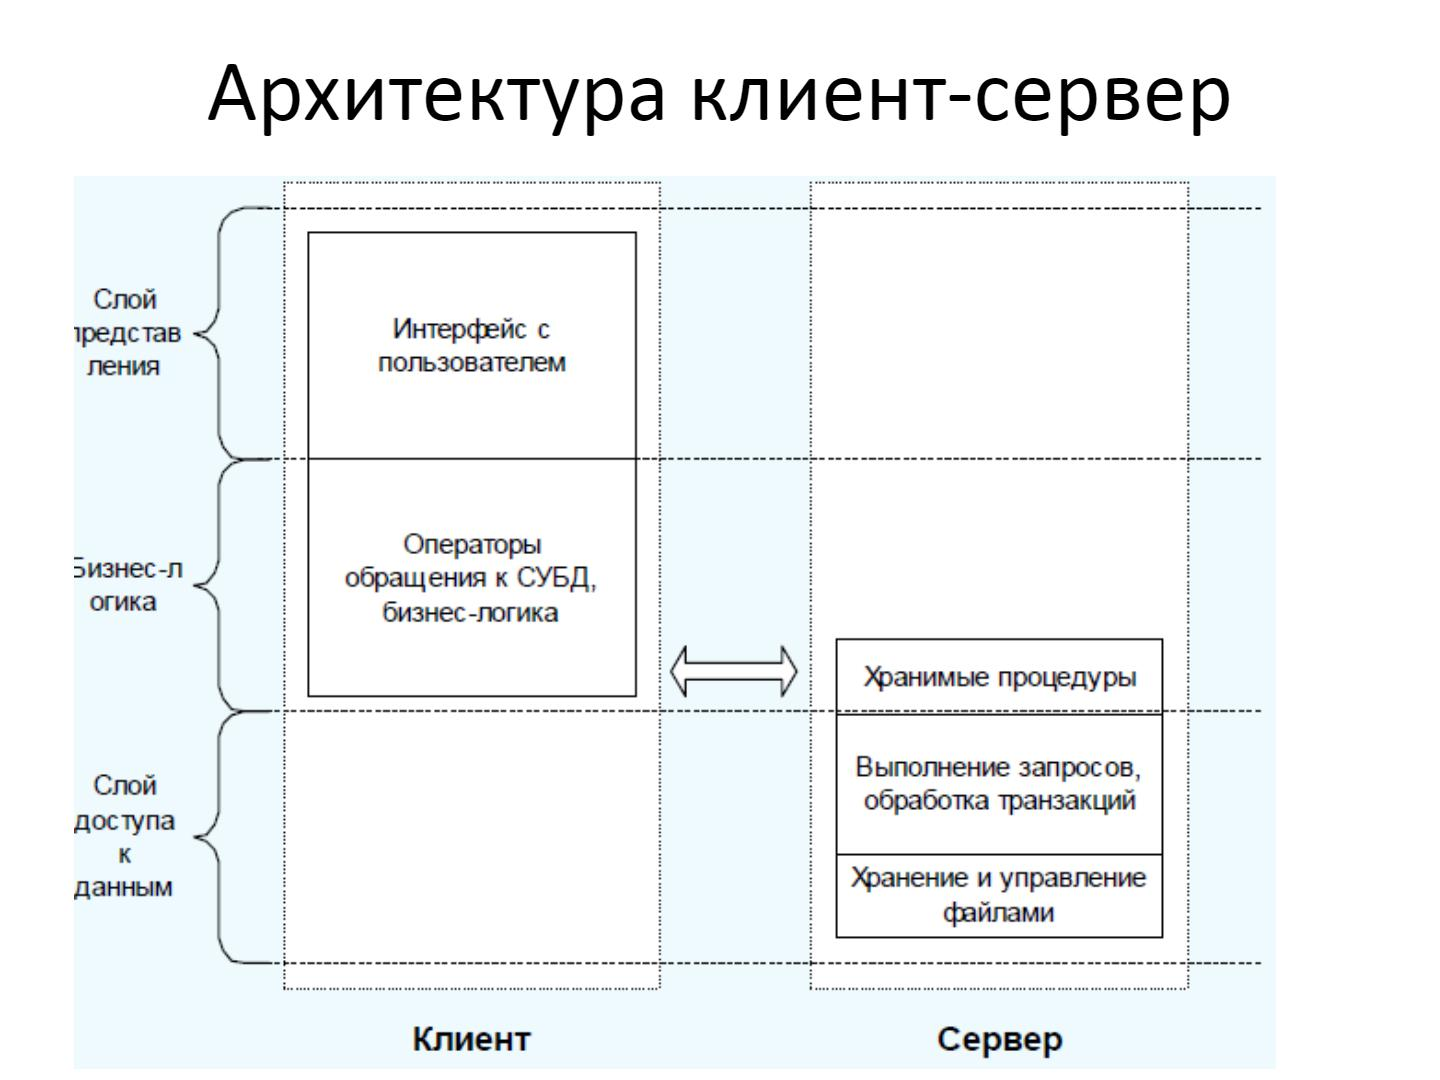 Архитектура клиент-сервер
Слой
представ
ления
Интерфейс с
пользователем
Бизнес-л
огика
Операторы
обращения к СУБД,
бизнес-логика
Хранимые процедуры
Слой
доступа
к
данным
Выполнение запросов,
обработка транзакций
Хранение и управление
файлами
Клиент
Сервер